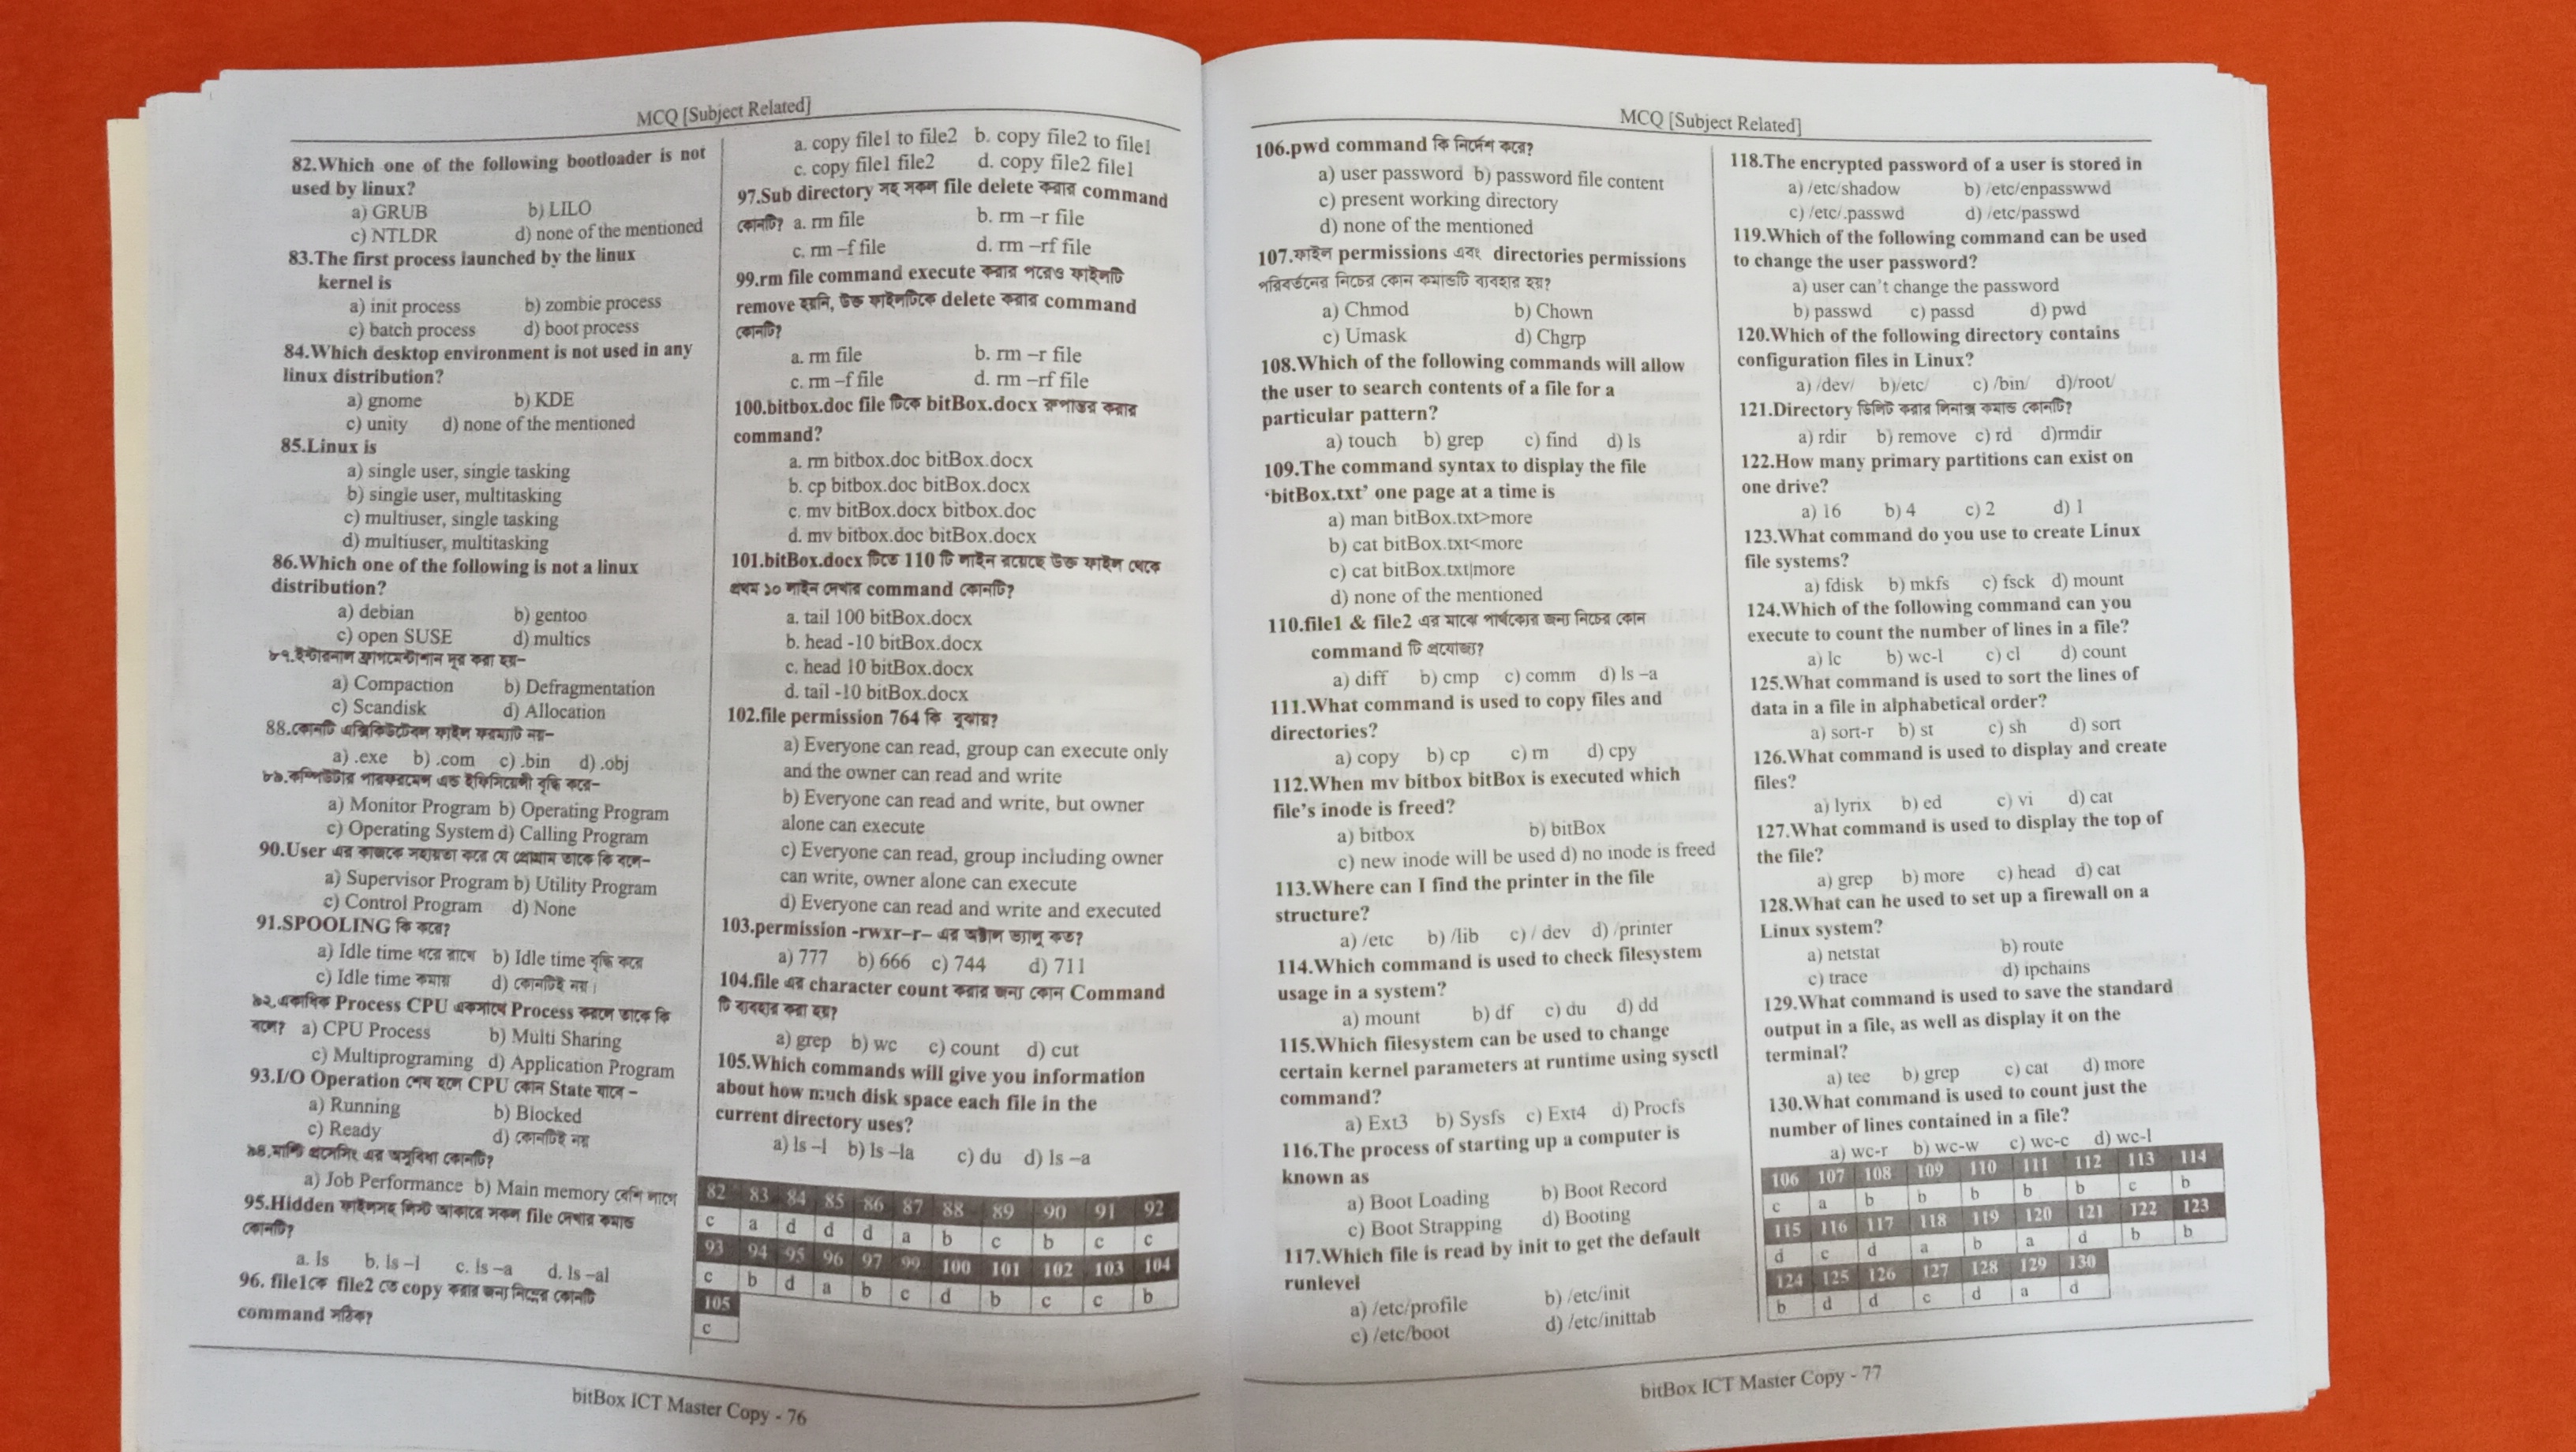 MCQ [Subject Related]
82.Which one of the following bootloader is not
used by linux?
a) GRUB b) LILO
c) NTLDR d) none of the mentioned
83.The first process launched by the linux
kernel is
a) init process b) zombie process
c) batch process d) boot process
84.Which desktop environment is not used in any
linux distribution?
a) gnome b) KDE
c) unity d) none of the mentioned
85.Linux is
a) single user, single tasking
b) single user, multitasking
c) multiuser, single tasking
d) multiuser, multitasking
86.Which one of the following is not a linux
distribution?
a) debian b) gentoo
c) open SUSE d) multics
৮৭.ইন্টারনাল ফ্রাগমেন্টাশান দূর করা হয়–
a) Compaction b) Defragmentation
c) Scandisk d) Allocation
88.কোনটি এক্সিকিউটেবল ফাইল ফরম্যাট নয়–
a) .exe b) .com c) .bin d) .obj
৮৯.কম্পিউটার পারফরমেন্স এন্ড ইফিসিয়েন্সী বৃদ্ধি করে–
a) Monitor Program b) Operating Program
c) Operating System d) Calling Program
90.User এর কাজকে সহায়তা করে যে প্রোগ্রাম তাকে কি বলে–
a) Supervisor Program b) Utility Program
c) Control Program d) None
91.SPOOLING কি করে?
a) Idle time ধরে রাখে b) Idle time বৃদ্ধি করে
c) Idle time কমায় d) কোনটিই নয়।
৯২.একাধিক Process CPU একসাথে Process করলে তাকে কি
বলে? a) CPU Process b) Multi Sharing
c) Multiprograming d) Application Program
93.I/O Operation শেষ হলে CPU কোন State যাবে –
a) Running b) Blocked
c) Ready d) কোনটিই নয়
৯৪.মাল্টি প্রসেসিং এর অসুবিধা কোনটি?
a) Job Performance b) Main memory বেশি লাগে
95.Hidden ফাইলসহ লিস্ট আকারে সকল file দেখার কমান্ড
কোনটি?
a. ls b. ls –l c. ls –a d. ls –al
96. file1কে file2 তে copy করার জন্য নিম্নের কোনটি
command সঠিক?
a. copy file1 to file2 b. copy file2 to file1
c. copy file1 file2 d. copy file2 file1
97.Sub directory সহ সকল file delete করার command
কোনটি? a. rm file b. rm –r file
c. rm –f file d. rm –rf file
99.rm file command execute করার পরেও ফাইলটি
remove হয়নি, উক্ত ফাইলটিকে delete করার command
কোনটি?
a. rm file b. rm –r file
c. rm –f file d. rm –rf file
100.bitbox.doc file টিকে bitBox.docx রুপান্তর করার
command?
a. rm bitbox.doc bitBox.docx
b. cp bitbox.doc bitBox.docx
c. mv bitBox.docx bitbox.doc
d. mv bitbox.doc bitBox.docx
101.bitBox.docx টিতে 110 টি লাইন রয়েছে উক্ত ফাইল থেকে
প্রথম ১০ লাইন দেখার command কোনটি?
a. tail 100 bitBox.docx
b. head -10 bitBox.docx
c. head 10 bitBox.docx
d. tail -10 bitBox.docx
102.file permission 764 কি বুঝায়?
a) Everyone can read, group can execute only
and the owner can read and write
b) Everyone can read and write, but owner
alone can execute
c) Everyone can read, group including owner
can write, owner alone can execute
d) Everyone can read and write and executed
103.permission -rwxr–r– এর অক্টাল ভ্যালু কত?
a) 777 b) 666 c) 744 d) 711
104.file এর character count করার জন্য কোন Command
টি ব্যবহার করা হয়?
a) grep b) wc c) count d) cut
105.Which commands will give you information
about how much disk space each file in the
current directory uses?
a) ls –l b) ls –la c) du d) ls –a
82 83 84 85 86 87 88 89 90 91 92
c a d d d a b c b c c
93 94 95 96 97 99 100 101 102 103 104
c b d a b c d b c c b
105
c
bitBox ICT Master Copy - 76
MCQ [Subject Related]
106.pwd command কি নির্দেশ করে?
a) user password b) password file content
c) present working directory
d) none of the mentioned
107.ফাইল permissions এবং directories permissions
পরিবর্তনের নিচের কোন কমান্ডটি ব্যবহার হয়?
a) Chmod b) Chown
c) Umask d) Chgrp
108.Which of the following commands will allow
the user to search contents of a file for a
particular pattern?
a) touch b) grep c) find d) ls
109.The command syntax to display the file
‘bitBox.txt’ one page at a time is
a) man bitBox.txt>more
b) cat bitBox.txt<more
c) cat bitBox.txt|more
d) none of the mentioned
110.file1 & file2 এর মাঝে পার্থক্যের জন্য নিচের কোন
command টি প্রযোজ্য?
a) diff b) cmp c) comm d) ls –a
111.What command is used to copy files and
directories?
a) copy b) cp c) rn d) cpy
112.When mv bitbox bitBox is executed which
file’s inode is freed?
a) bitbox b) bitBox
c) new inode will be used d) no inode is freed
113.Where can I find the printer in the file
structure?
a) /etc b) /lib c) / dev d) /printer
114.Which command is used to check filesystem
usage in a system?
a) mount b) df c) du d) dd
115.Which filesystem can be used to change
certain kernel parameters at runtime using sysctl
command?
a) Ext3 b) Sysfs c) Ext4 d) Procfs
116.The process of starting up a computer is
known as
a) Boot Loading b) Boot Record
c) Boot Strapping d) Booting
117.Which file is read by init to get the default
runlevel
a) /etc/profile b) /etc/init
c) /etc/boot d) /etc/inittab
118.The encrypted password of a user is stored in
a) /etc/shadow b) /etc/enpasswwd
c) /etc/.passwd d) /etc/passwd
119.Which of the following command can be used
to change the user password?
a) user can’t change the password
b) passwd c) passd d) pwd
120.Which of the following directory contains
configuration files in Linux?
a) /dev/ b)/etc/ c) /bin/ d)/root/
121.Directory ডিলিট করার লিনাক্স কমান্ড কোনটি?
a) rdir b) remove c) rd d)rmdir
122.How many primary partitions can exist on
one drive?
a) 16 b) 4 c) 2 d) 1
123.What command do you use to create Linux
file systems?
a) fdisk b) mkfs c) fsck d) mount
124.Which of the following command can you
execute to count the number of lines in a file?
a) lc b) wc-l c) cl d) count
125.What command is used to sort the lines of
data in a file in alphabetical order?
a) sort-r b) st c) sh d) sort
126.What command is used to display and create
files?
a) lyrix b) ed c) vi d) cat
127.What command is used to display the top of
the file?
a) grep b) more c) head d) cat
128.What can he used to set up a firewall on a
Linux system?
a) netstat b) route
c) trace d) ipchains
129.What command is used to save the standard
output in a file, as well as display it on the
terminal?
a) tee b) grep c) cat d) more
130.What command is used to count just the
number of lines contained in a file?
a) wc-r b) wc-w c) wc-c d) wc-l
106 107 108 109 110 111 112 113 114
c a b b b b b c b
115 116 117 118 119 120 121 122 123
d c d a b a d b b
124 125 126 127 128 129 130
b d d c d a d
bitBox ICT Master Copy - 77